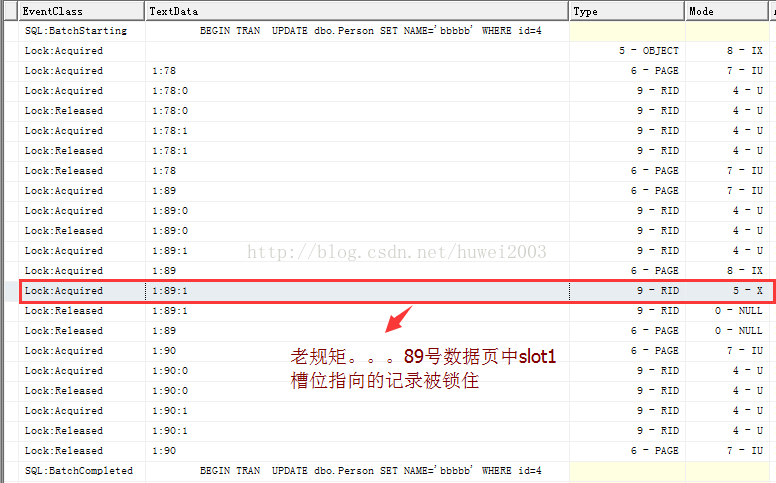 EventClass TextData Type Mode
SQL:BatchStarting BEGIN TRAN UPDATE dbo.Person SET NAME='bbbbb' WHERE id=4
Lock:Acquired 5 - OBJECT 8 - IX
Lock:Acquired 1:78 6 - PAGE 7 - IU
Lock:Acquired 1:78:0 9 - RID 4 - U
Lock:Released 1:78:0 9 - RID 4 - U
Lock:Acquired 1:78:1 9 - RID 4 - U
Lock:Released 1:78:1 9 - RID 4 - U
Lock:Released 1:78 6 - PAGE 7 - IU
Lock:Acquired 1:89 6 - PAGE 7 - IU
Lock:Acquired 1:89:0 9 - RID 4 - U
Lock:Released 1:89:0 9 - RID 4 - U
Lock:Acquired 1:89:1 9 - RID 4 - U
http://blog.csdn.net/huwei2003
Lock:Acquired 1:89 6 - PAGE 8 - IX
Lock:Acquired 1:89:1 9 - RID 5 - X
Lock:Released 1:89:1 9 - RID 0 - NULL
Lock:Released 1:89 6 - PAGE 0 - NULL
Lock:Acquired 1:90 6 - PAGE 7 - IU
Lock:Acquired 1:90:0 9 - RID 4 - U
Lock:Released 1:90:0 9 - RID 4 - U
Lock:Acquired 1:90:1 9 - RID 4 - U
Lock:Released 1:90:1 9 - RID 4 - U
Lock:Released 1:90 6 - PAGE 7 - IU
SQL:BatchCompleted BEGIN TRAN UPDATE dbo.Person SET NAME='bbbbb' WHERE id=4
老规矩。。。89号数据页中slot1
槽位指向的记录被锁住